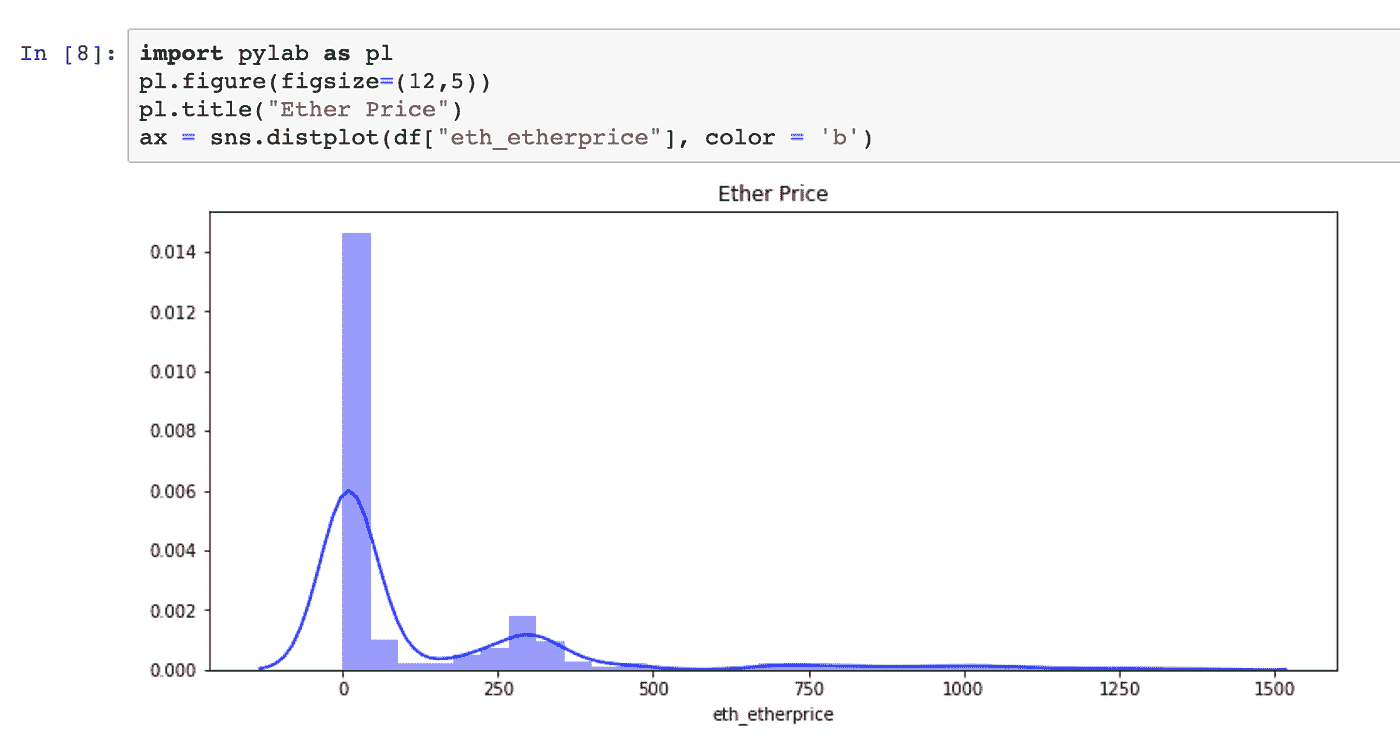 In [8]: import pylab as pl
pl.figure(figsize=(12,5))
pl.title("Ether Price")
ax = sns.distplot(df["eth_etherprice"], color = 'b')
Ether Price
0.014
0.012
0.010
0.008
0.006
0.004
0.002
0.000
0 250 500 750 1000 1250 1500
eth_etherprice